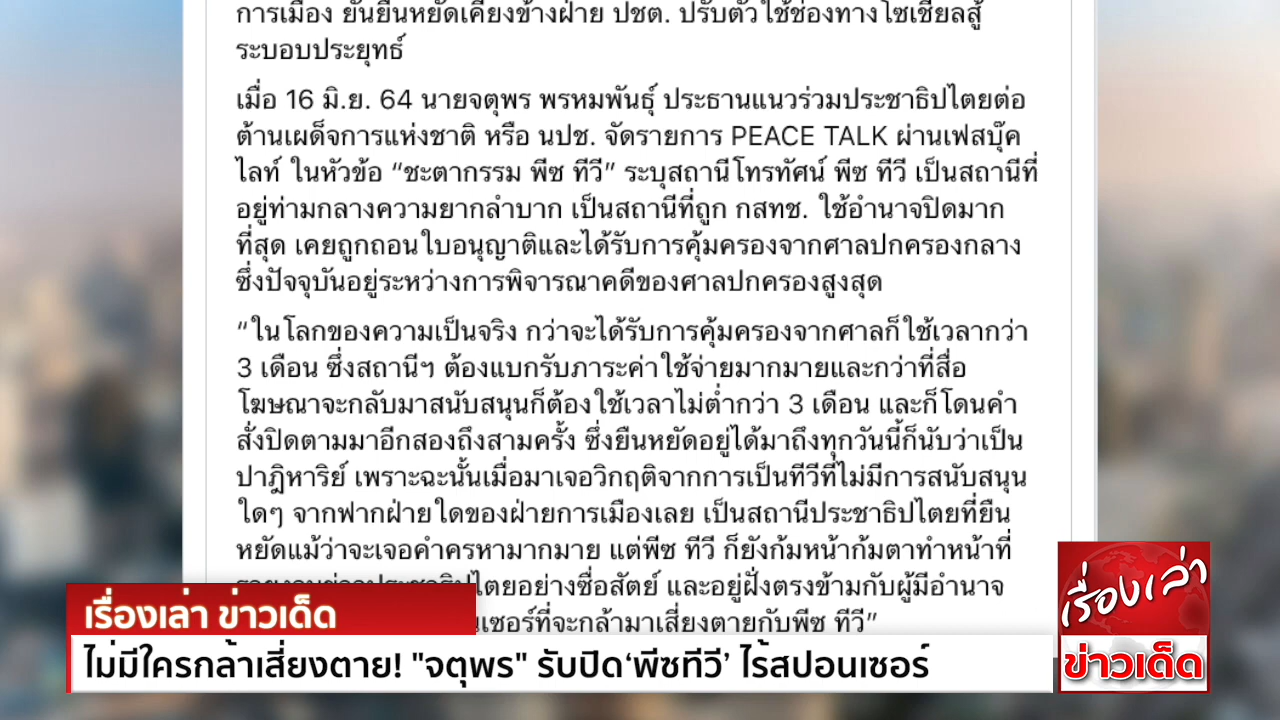 การเมือง ยันยืนหยัดเคียงข้างฝ่าย ปชต. ปรับตัวใช้ช่องทางโซเชียลสู้
ระบอบประยุทธ์
เมื่อ 16 มิ.ย. 64 นายจตุพร พรหมพันธุ์ ประธานแนวร่วมประชาธิปไตยต่อ
ต้านเผด็จการแห่งชาติ หรือ นปช. จัดรายการ PEACE TALK ผ่านเฟสบุ๊ค
ไลท์ ในหัวข้อ “ชะตากรรม พีซ ทีวี” ระบุสถานีโทรทัศน์ พีซ ทีวี เป็นสถานีที่
อยู่ท่ามกลางความยากลำบาก เป็นสถานีที่ถูก กสทช. ใช้อำนาจปิดมาก
ที่สุด เคยถูกถอนใบอนุญาติและได้รับการคุ้มครองจากศาลปกครองกลาง
ซึ่งปัจจุบันอยู่ระหว่างการพิจารณาคดีของศาลปกครองสูงสุด
“ในโลกของความเป็นจริง กว่าจะได้รับการคุ้มครองจากศาลก็ใช้เวลากว่า
3 เดือน ซึ่งสถานีฯ ต้องแบกรับภาระค่าใช้จ่ายมากมายและกว่าที่สื่อ
โฆษณาจะกลับมาสนับสนุนก็ต้องใช้เวลาไม่ต่ำกว่า 3 เดือน และก็โดนคำ
สั่งปิดตามมาอีกสองถึงสามครั้ง ซึ่งยืนหยัดอยู่ได้มาถึงทุกวันนี้ก็นับว่าเป็น
ปาฎิหาริย์ เพราะฉะนั้นเมื่อมาเจอวิกฤติจากการเป็นทีวีที่ไม่มีการสนับสนุน
ใดๆ จากฟากฝ่ายใดของฝ่ายการเมืองเลย เป็นสถานีประชาธิปไตยที่ยืน
หยัดแม้ว่าจะเจอคำครหามากมาย แต่พีซ ทีวี ก็ยังก้มหน้าก้มตาทำหน้าที่
ไตยอย่างซื่อสัตย์ และอยู่ฝั่งตรงข้ามกับผู้มีอำนาจ
นเซอร์ที่จะกล้ามาเสี่ยงตายกับพีซ ทีวี”
เรื่องเล่า ข่าวเด็ด
ไม่มีใครกล้าเสี่ยงตาย! "จตุพร" รับปิด‘พีซทีวี’ ไร้สปอนเซอร์
เรื่องเล่า
ข่าวเด็ด